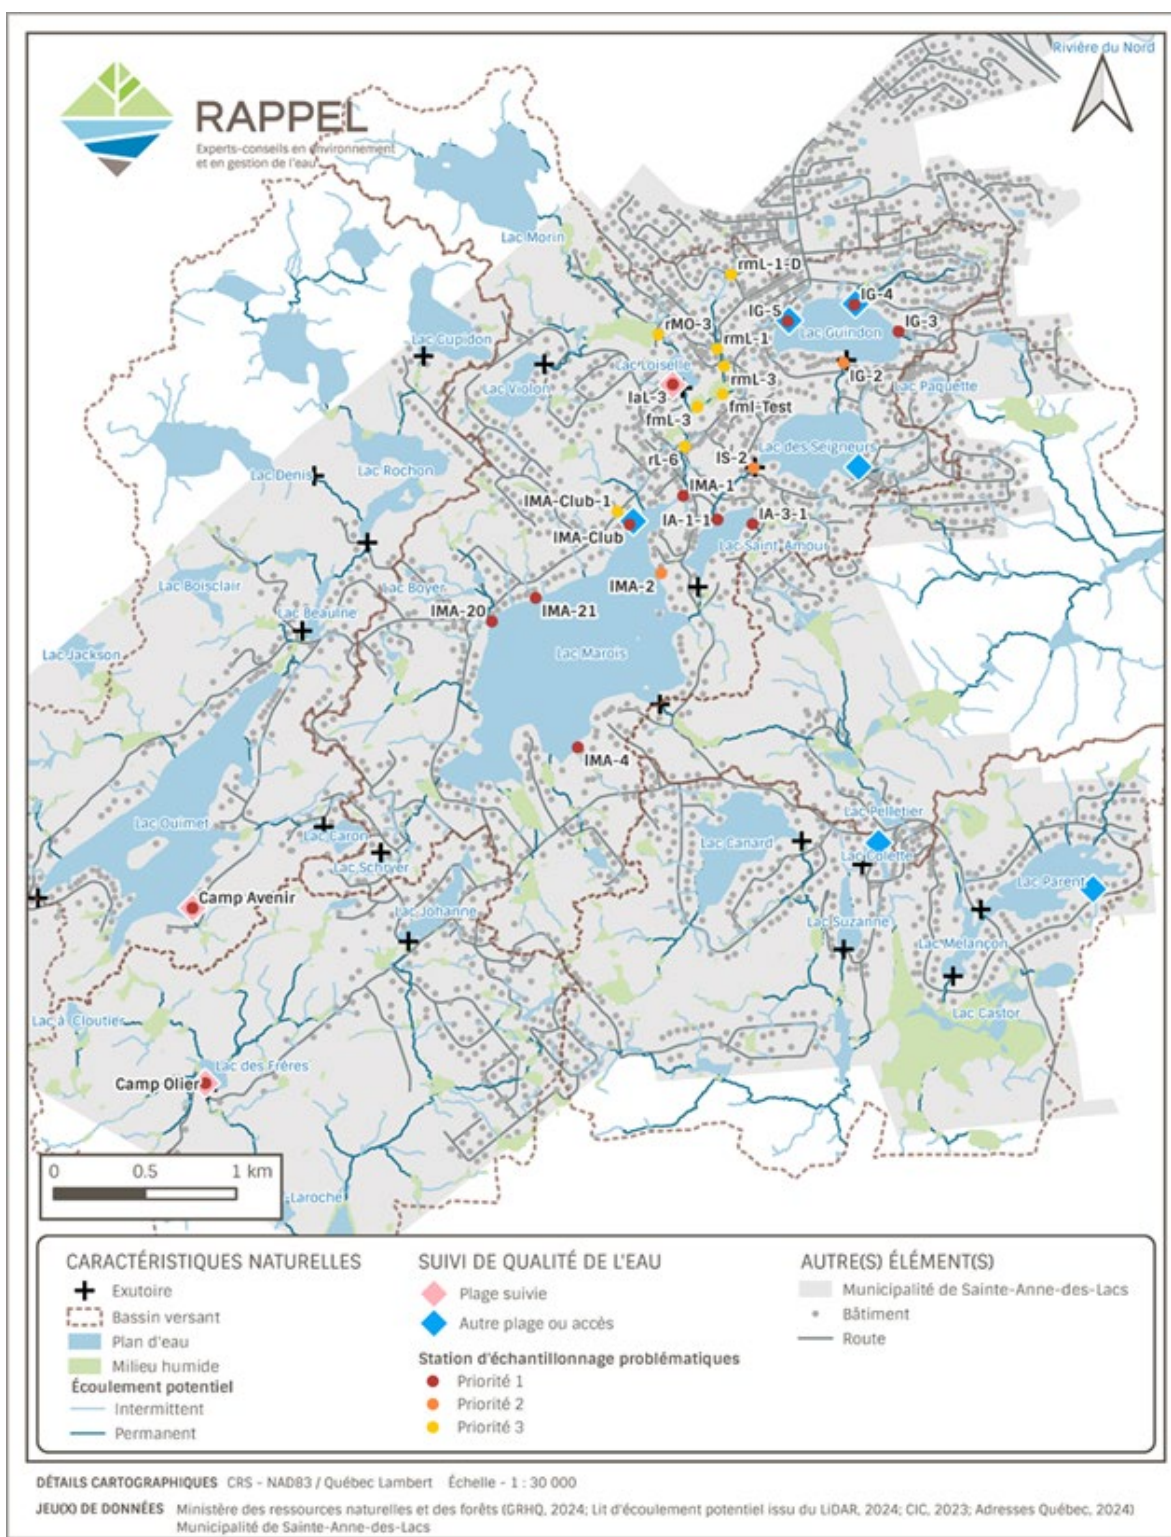 Rivière du Nord
RAPPEL
Experts-conseils en environnement
et en gestion de l'eau
Lac Morin
rmL-1-D
IG-4
IG-5
IG-3
Lac Guindon
rMO-3
rmL-1
Lac Cupidon
Lac Loiselle
Lac Violon
rmL-3
IG-2
Lac Paquette
laL-3
fml-Test
fmL-3
Lac des Seigneurs
rL-6
IS-2
Lac Denis
Lac Rochon
IMA-1
IMA-Club-1
IA-1-1
IA-3-1
IMA-Club
Lac Saint-Amour
Lac Boisclair
Lac Boyer
IMA-2
Lac Beaulne
IMA-20
IMA-21
Lac Jackson
Lac Marois
IMA-4
Lac Pelletier
Lac Ouimet
Lac Caron
Lac Canard
Lac Colette
Lac Schryer
Lac Parent
Camp Avenir
Lac Johanne
Lac Suzanne
Lac Melançon
Lac à Cloutier
Lac Castor
Lac des Frères
Camp Olier
0 0.5 1 km
-Laroche
CARACTÉRISTIQUES NATURELLES
Exutoire
Bassin versant
Plan d'eau
Milieu humide
Écoulement potentiel
Intermittent
Permanent
SUIVI DE QUALITÉ DE L'EAU
Plage suivie
Autre plage ou accès
Station d'échantillonnage problématiques
Priorité 1
Priorité 2
Priorité 3
AUTRE(S) ÉLÉMENT(S)
Municipalité de Sainte-Anne-des-Lacs
Bâtiment
Route
DÉTAILS CARTOGRAPHIQUES CRS - NAD83 / Québec Lambert Échelle - 1 : 30 000
JEU(X) DE DONNÉES Ministère des ressources naturelles et des forêts (GRHQ, 2024; Lit d'écoulement potentiel issu du LiDAR, 2024; CIC, 2023; Adresses Québec, 2024)
Municipalité de Sainte-Anne-des-Lacs